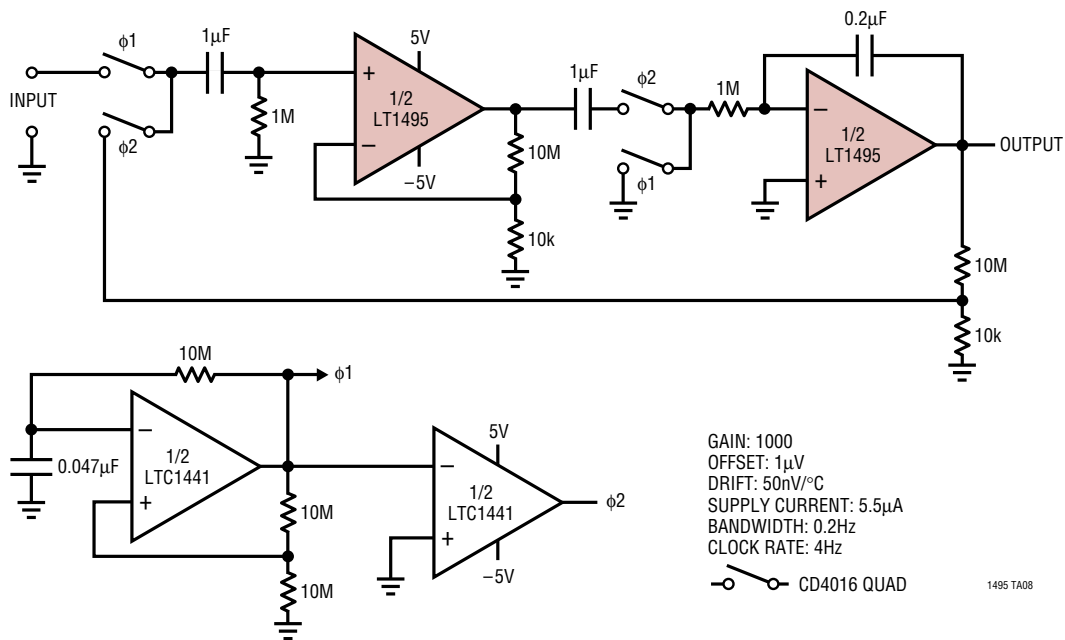 0.2μF
ϕ1
1μF
5V
1μF
ϕ2
1M
INPUT
+
1/2
LT1495
–
1M
ϕ2
–5V
10M
10k
ϕ1
–
1/2
LT1495
+
OUTPUT
10M
10k
10M
ϕ1
–
1/2
LTC1441
+
0.047μF
10M
10M
5V
–
1/2
LTC1441
+
–5V
ϕ2
GAIN: 1000
OFFSET: 1μV
DRIFT: 50nV/°C
SUPPLY CURRENT: 5.5μA
BANDWIDTH: 0.2Hz
CLOCK RATE: 4Hz
CD4016 QUAD
1495 TA08